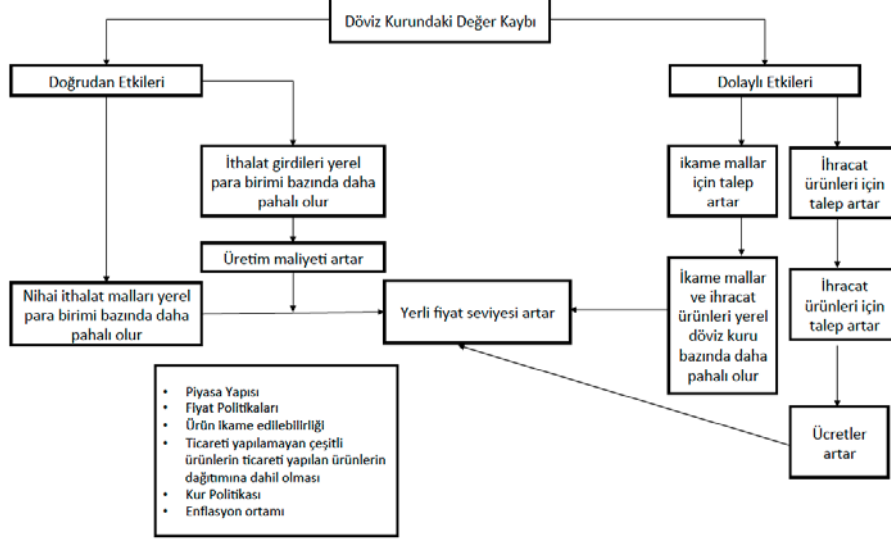 Döviz Kurundaki Değer Kaybı
Doğrudan Etkileri
Dolaylı Etkileri
İthalat girdileri yerel
para birimi bazında daha
pahalı olur
ikame mallar
için talep
artar
İhracat
ürünleri için
talep artar
Üretim maliyeti artar
Nihai ithalat malları yerel
para birimi bazında daha
pahalı olur
Yerli fiyat seviyesi artar
İkame mallar
ve ihracat
ürünleri yerel
döviz kuru
bazında daha
pahalı olur
İhracat
ürünleri için
talep artar
• Piyasa Yapısı
• Fiyat Politikaları
• Ürün ikame edilebilirliği
• Ticareti yapılamayan çeşitli
ürünlerin ticareti yapılan ürünlerin
dağıtımına dahil olması
• Kur Politikası
• Enflasyon ortamı
Ücretler
artar